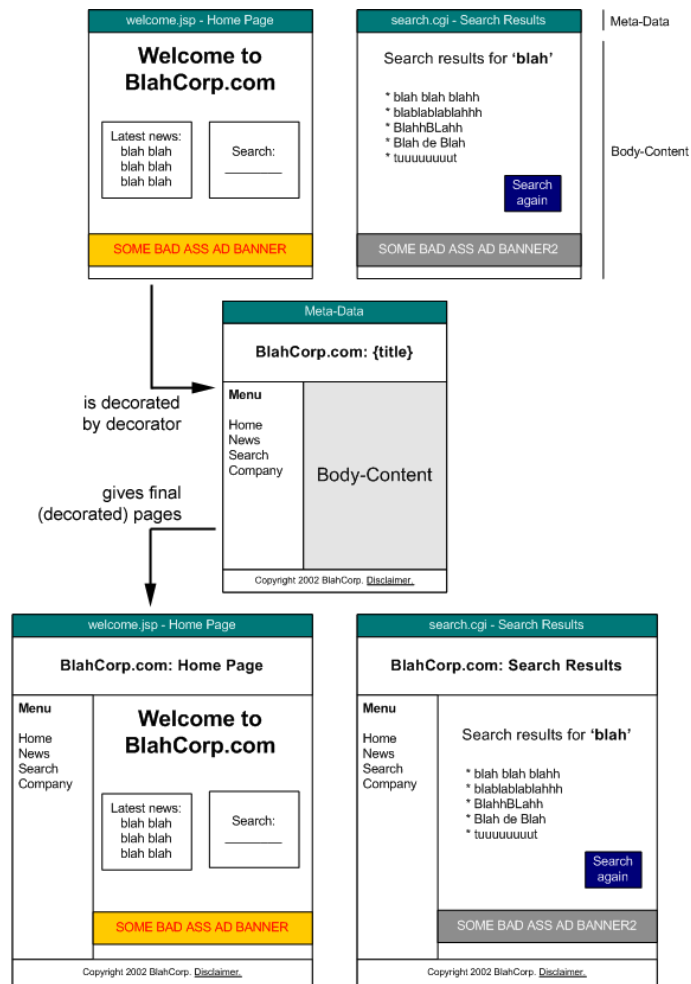 welcome.jsp - Home Page
Welcome to
BlahCorp.com
Latest news:
blah blah
blah blah
blah blah
Search:
SOME BAD ASS AD BANNER
search.cgi - Search Results
Search results for ‘blah’
* blah blah blahh
* blablablablahhh
* BlahhBLahh
* Blah de Blah
* tuuuuuuuut
Search
again
SOME BAD ASS AD BANNER2
Meta-Data
Body-Content
is decorated
by decorator
Meta-Data
BlahCorp.com: {title}
Menu
Home
News
Search
Company
Body-Content
Copyright 2002 BlahCorp. Disclaimer.
gives final
(decorated) pages
welcome.jsp - Home Page
BlahCorp.com: Home Page
Menu
Home
News
Search
Company
Welcome to
BlahCorp.com
Latest news:
blah blah
blah blah
blah blah
Search:
SOME BAD ASS AD BANNER
Copyright 2002 BlahCorp. Disclaimer.
search.cgi - Search Results
BlahCorp.com: Search Results
Menu
Home
News
Search
Company
Search results for ‘blah’
* blah blah blahh
* blablablablahhh
* BlahhBLahh
* Blah de Blah
* tuuuuuuuut
Search
again
SOME BAD ASS AD BANNER2
Copyright 2002 BlahCorp. Disclaimer.